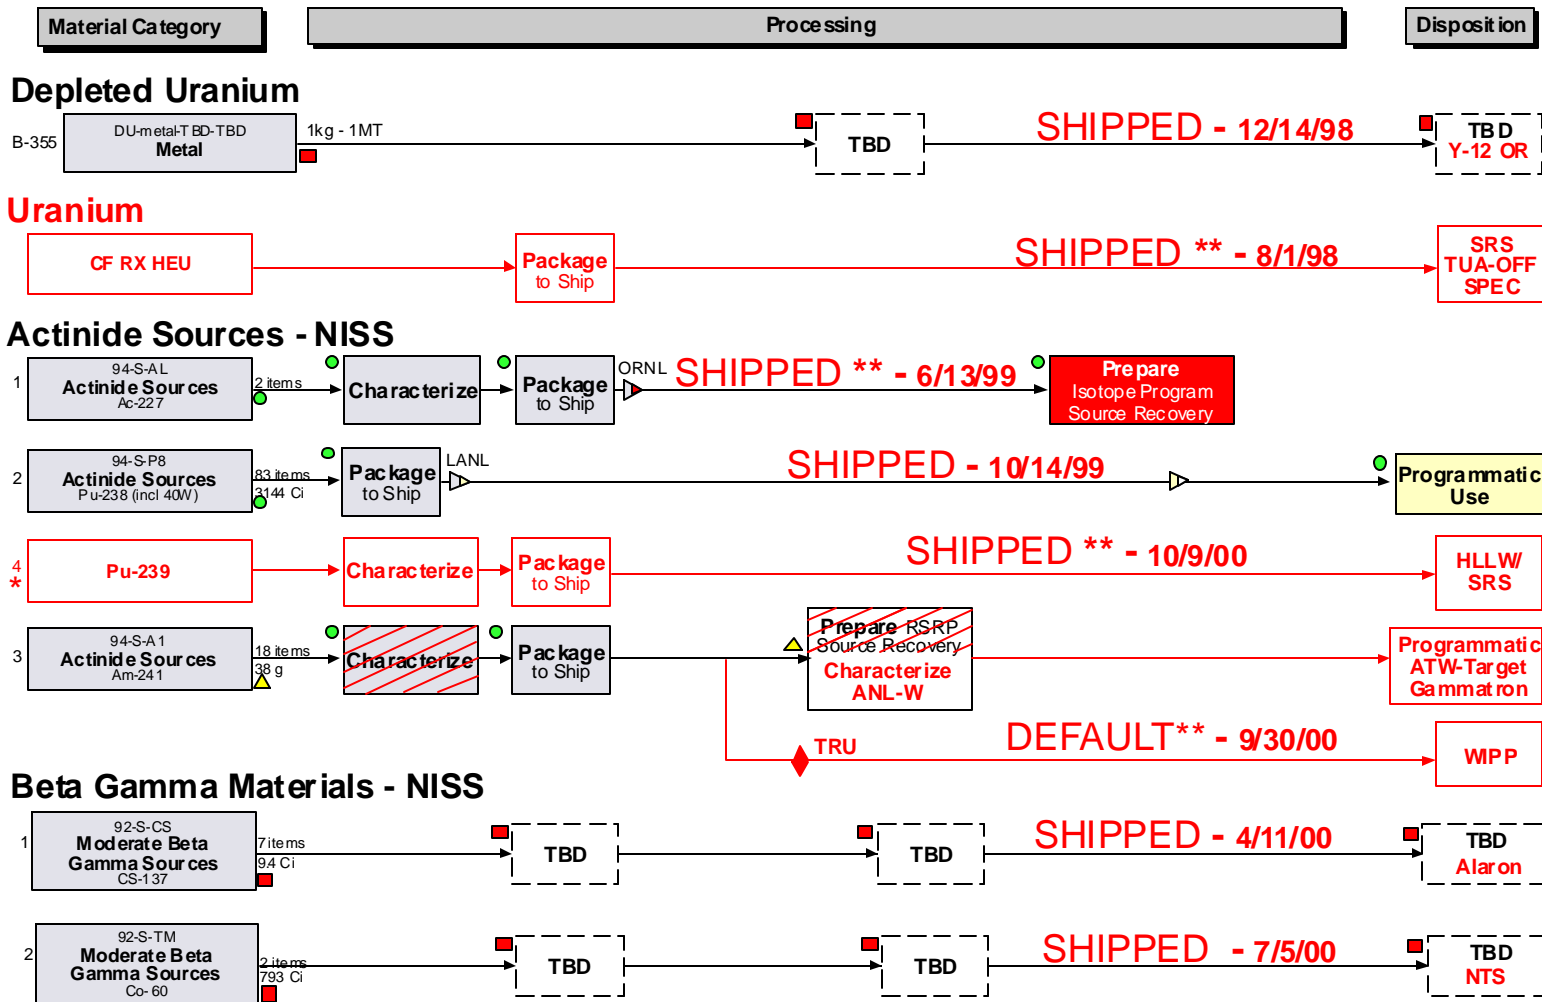 Material Category
Processing
Disposition
Depleted Uranium
B-355
DU-metal-TBD-TBD
Metal
1kg - 1MT
TBD
SHIPPED - 12/14/98
TBD
Y-12 OR
Uranium
CF RX HEU
Package
to Ship
SHIPPED ** - 8/1/98
SRS
TUA-OFF
SPEC
Actinide Sources - NISS
1
94-S-AL
Actinide Sources
Ac-227
2 items
Characterize
Package
to Ship
ORNL
SHIPPED ** - 6/13/99
Prepare
Isotope Program
Source Recovery
2
94-S-P8
Actinide Sources
Pu-238 (incl 40W)
83 items
3144 Ci
Package
to Ship
LANL
SHIPPED - 10/14/99
Programmatic
Use
4
*
Pu-239
Characterize
Package
to Ship
SHIPPED ** - 10/9/00
HLLW/
SRS
3
94-S-A1
Actinide Sources
Am-241
18 items
38 g
Characterize
Package
to Ship
Prepare RSRP
Source Recovery
Characterize
ANL-W
Programmatic
ATW-Target
Gammatron
TRU
DEFAULT** - 9/30/00
WIPP
Beta Gamma Materials - NISS
1
92-S-CS
Moderate Beta
Gamma Sources
CS-137
7 items
9.4 Ci
TBD
TBD
SHIPPED - 4/11/00
TBD
Alaron
2
92-S-TM
Moderate Beta
Gamma Sources
Co-60
2 items
793 Ci
TBD
TBD
SHIPPED - 7/5/00
TBD
NTS